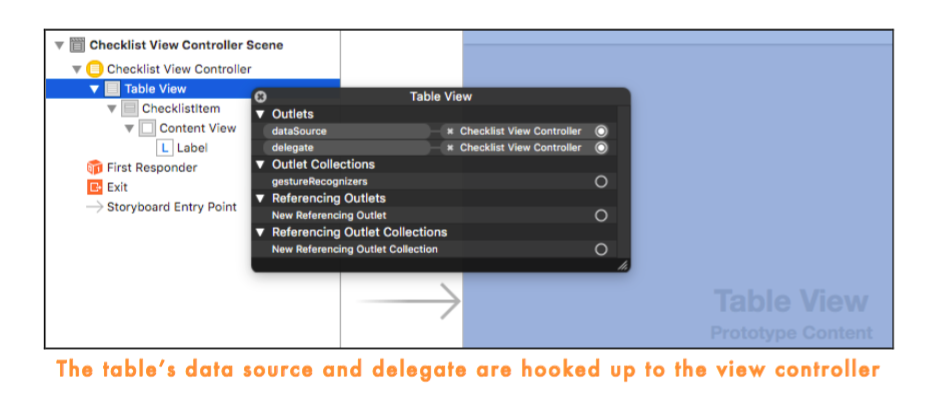 Checklist View Controller Scene
Checklist View Controller
Table View
ChecklistItem
Content View
L Label
First Responder
Exit
Storyboard Entry Point
Table View
Outlets
dataSource Checklist View Controller
delegate Checklist View Controller
Outlet Collections
gestureRecognizers
Referencing Outlets
New Referencing Outlet
Referencing Outlet Collections
New Referencing Outlet Collection
Table View
Prototype Content
The table's data source and delegate are hooked up to the view controller